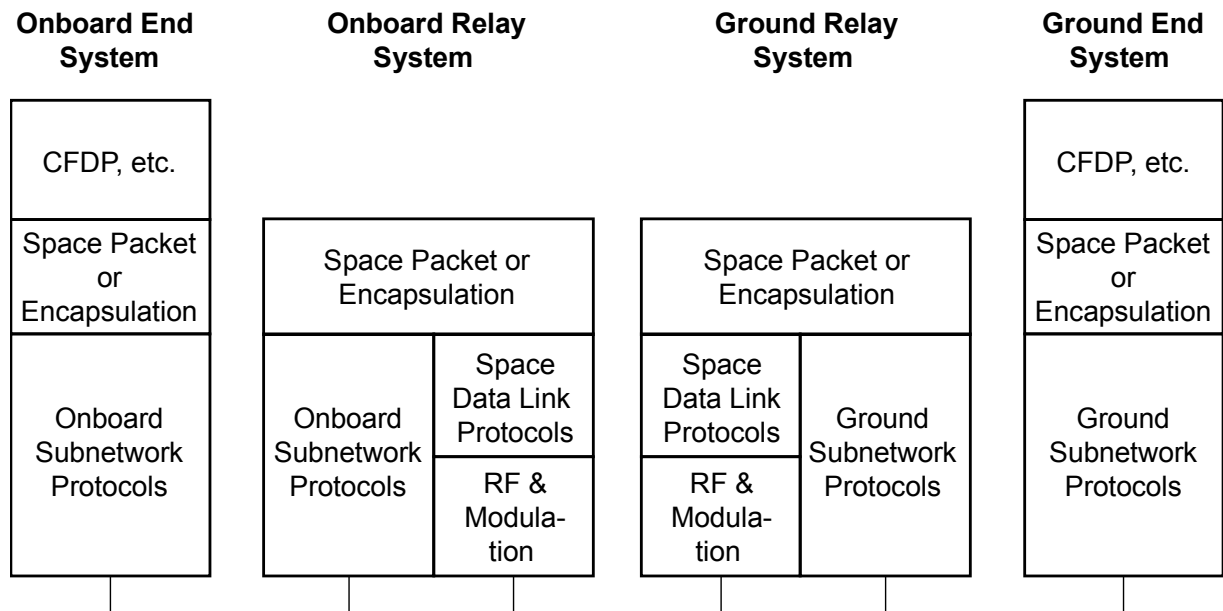 Onboard End
System
Onboard Relay
System
Ground Relay
System
Ground End
System
CFDP, etc.
Space Packet
or
Encapsulation
Onboard
Subnetwork
Protocols
Space Packet or
Encapsulation
Onboard
Subnetwork
Protocols
Space
Data Link
Protocols
RF &
Modula-
tion
Space Packet or
Encapsulation
Space
Data Link
Protocols
RF &
Modula-
tion
Ground
Subnetwork
Protocols
CFDP, etc.
Space Packet
or
Encapsulation
Ground
Subnetwork
Protocols